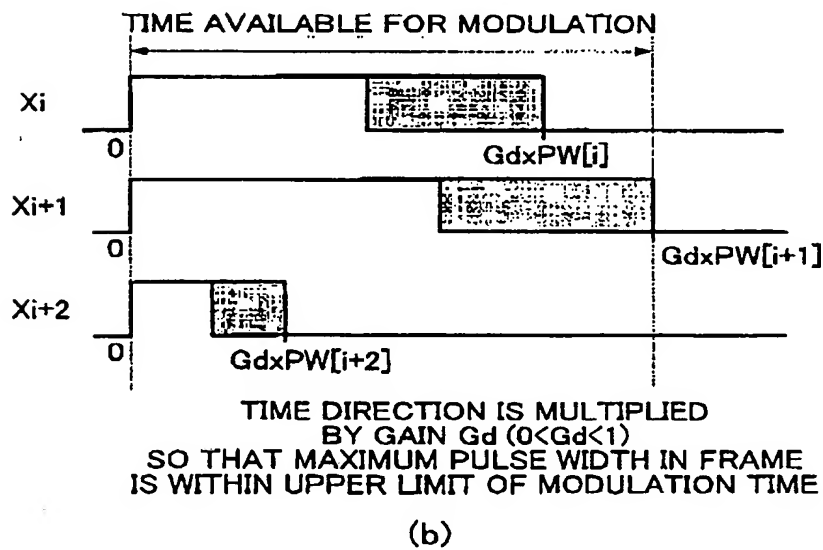 TIME AVAILABLE FOR MODULATION
Xi
0
GdxPW[i]
Xi+1
0
GdxPW[i+1]
Xi+2
0
GdxPW[i+2]
TIME DIRECTION IS MULTIPLIED
BY GAIN Gd (0<Gd<1)
SO THAT MAXIMUM PULSE WIDTH IN FRAME
IS WITHIN UPPER LIMIT OF MODULATION TIME
(b)